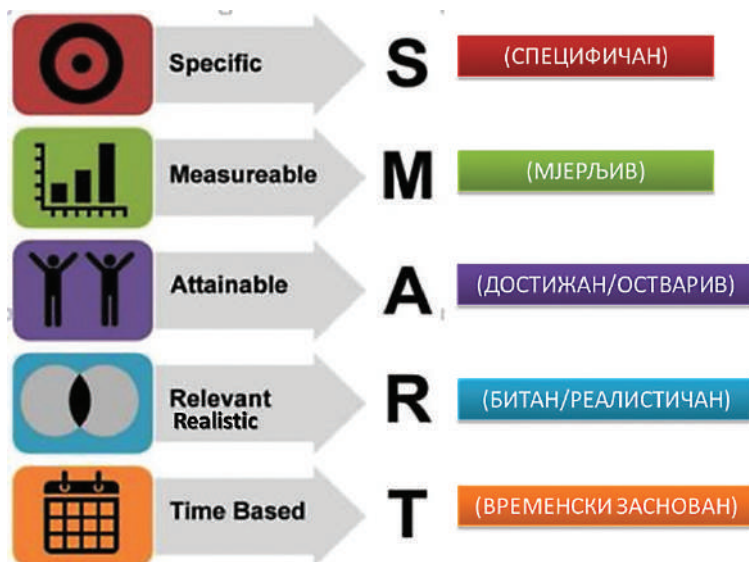 Specific S (СПЕЦИФИЧАН)
Measureable M (МЈЕРЉИВ)
Attainable A (ДОСТИЖАН/ОСТВАРИВ)
Relevant R (БИТАН/РЕАЛИСТИЧАН)
Realistic
Time Based T (ВРЕМЕНСКИ ЗАСНОВАН)